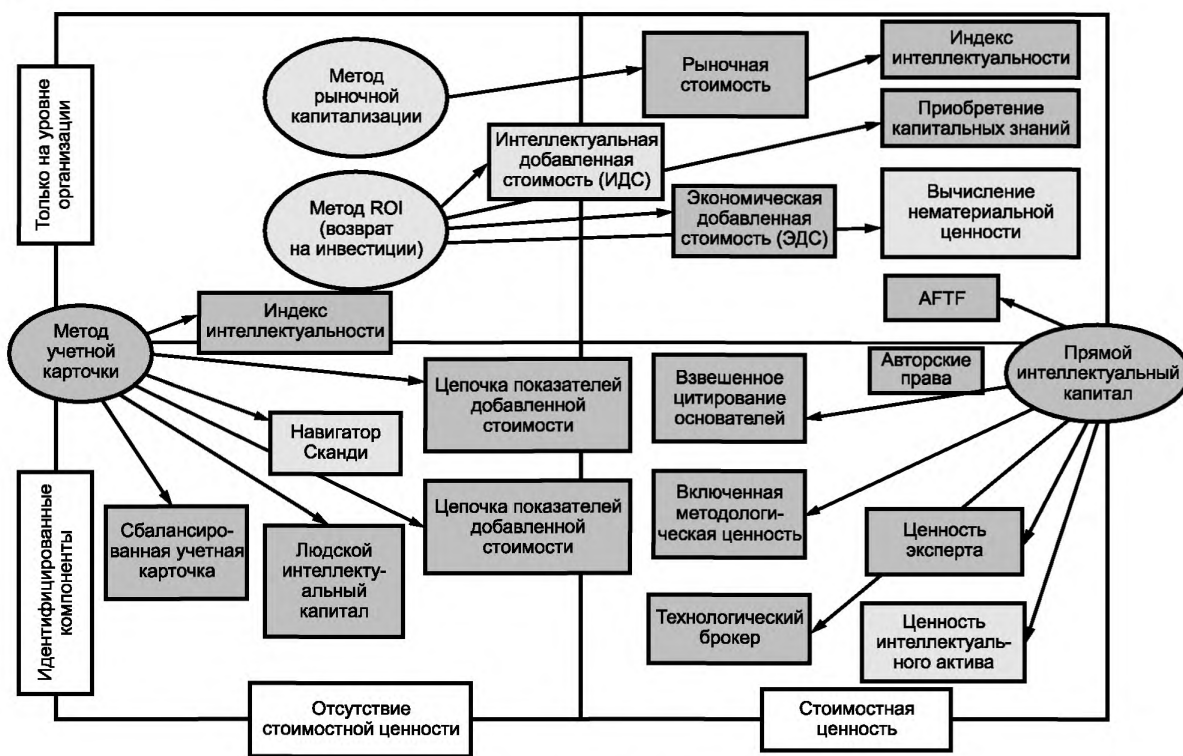 Только на уровне
организации
Метод
рыночной
капитализации
Рыночная
стоимость
Индекс
интеллектуальности
Приобретение
капитальных знаний
Интеллектуальная
добавленная
стоимость (ИДС)
Метод ROI
(возврат
на инвестиции)
Экономическая
добавленная
стоимость (ЭДС)
Вычисление
нематериальной
ценности
Индекс
интеллектуальности
AFTF
Метод
учетной
карточки
Цепочка показателей
добавленной
стоимости
Взвешенное
цитирование
основателей
Авторские
права
Прямой
интеллектуальный
капитал
Навигатор
Сканди
Идентифицированные
компоненты
Сбалансиро-
ванная учетная
карточка
Людской
интеллекту-
альный
капитал
Цепочка показателей
добавленной
стоимости
Включенная
методологи-
ческая ценность
Ценность
эксперта
Технологический
брокер
Ценность
интеллектуаль-
ного актива
Отсутствие
стоимостной ценности
Стоимостная
ценность